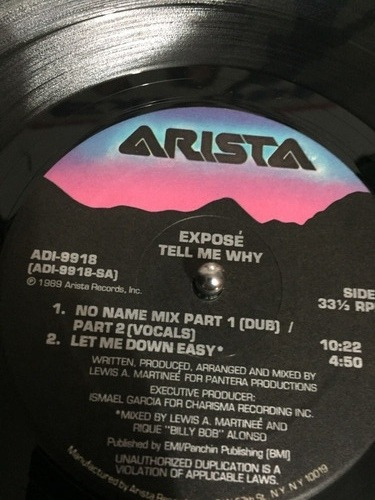 ARISTA
EXPOSÉ
TELL ME WHY
ADI-9918
(ADI-9918-SA)
℗ 1989 Arista Records, Inc.
SIDE
33⅓ RP
1. NO NAME MIX PART 1 (DUB) /
PART 2 (VOCALS) 10:22
2. LET ME DOWN EASY* 4:50
WRITTEN, PRODUCED, ARRANGED AND MIXED BY
LEWIS A. MARTINEÉ FOR PANTERA PRODUCTIONS
EXECUTIVE PRODUCER:
ISMAEL GARCIA FOR CHARISMA RECORDING INC.
*MIXED BY LEWIS A. MARTINEÉ AND
RIQUE "BILLY BOB" ALONSO
Published by EMI/Panchin Publishing (BMI)
UNAUTHORIZED DUPLICATION IS A
VIOLATION OF APPLICABLE LAWS.
Manufactured by Arista Records N.Y. N.Y. 10019